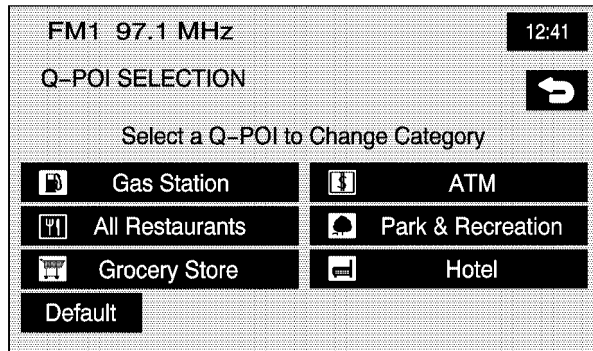 FM1 97.1 MHz 12:41
Q–POI SELECTION
Select a Q–POI to Change Category
Gas Station
$ ATM
All Restaurants
Park & Recreation
Grocery Store
Hotel
Default